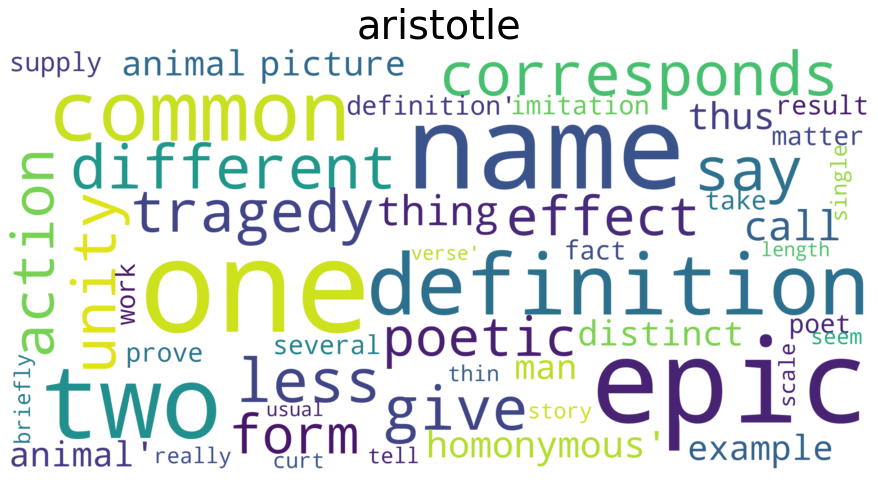 aristotle
supply animal picture corresponds
common definition' imitation thus result
different name say matter
action unity tragedy thing effect take call single
one verse' fact length
work definition
prove several poetic distinct poet seem
briefly two less thin man epic scale
usual give story
form homonymous' example
animal' really curt tell